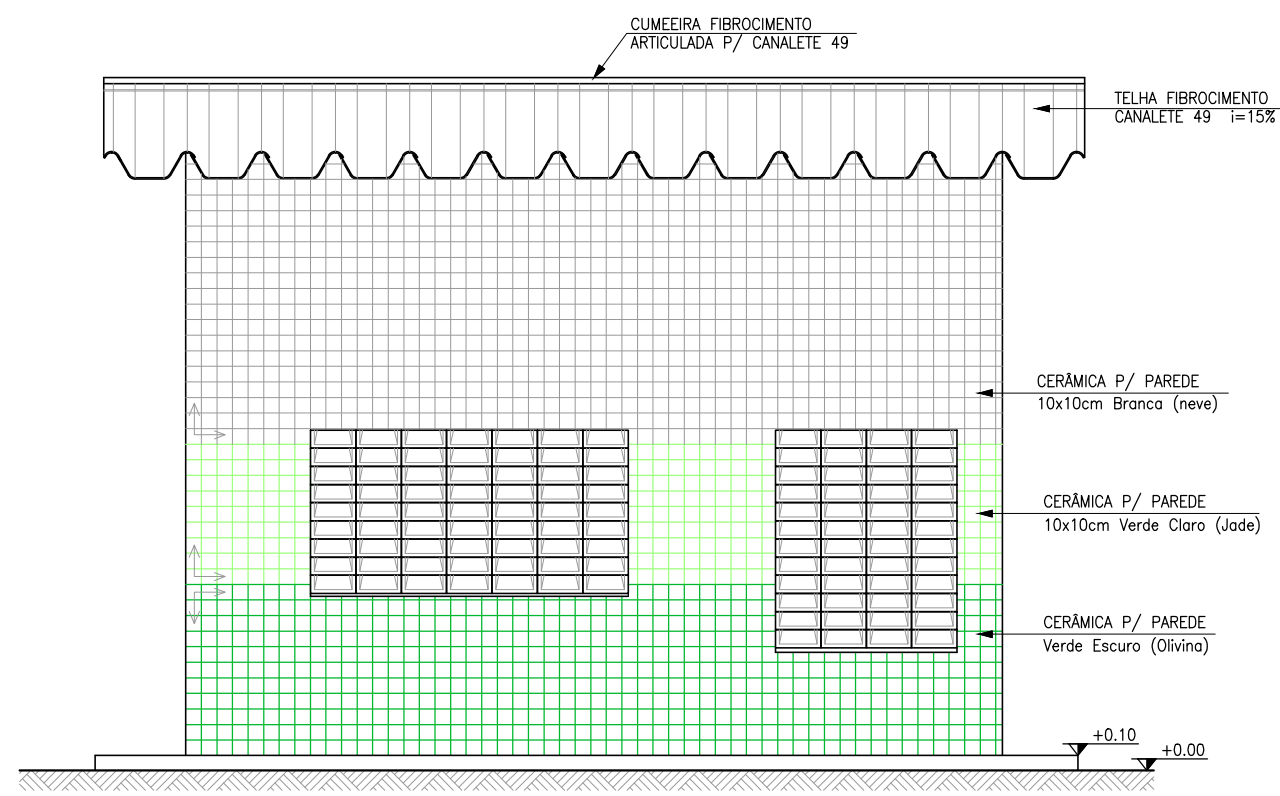 CUMEEIRA FIBROCIMENTO
ARTICULADA P/ CANALETE 49
TELHA FIBROCIMENTO
CANALETE 49 i=15%
CERÂMICA P/ PAREDE
10x10cm Branca (neve)
CERÂMICA P/ PAREDE
10x10cm Verde Claro (Jade)
CERÂMICA P/ PAREDE
Verde Escuro (Olivina)
+0.10
+0.00